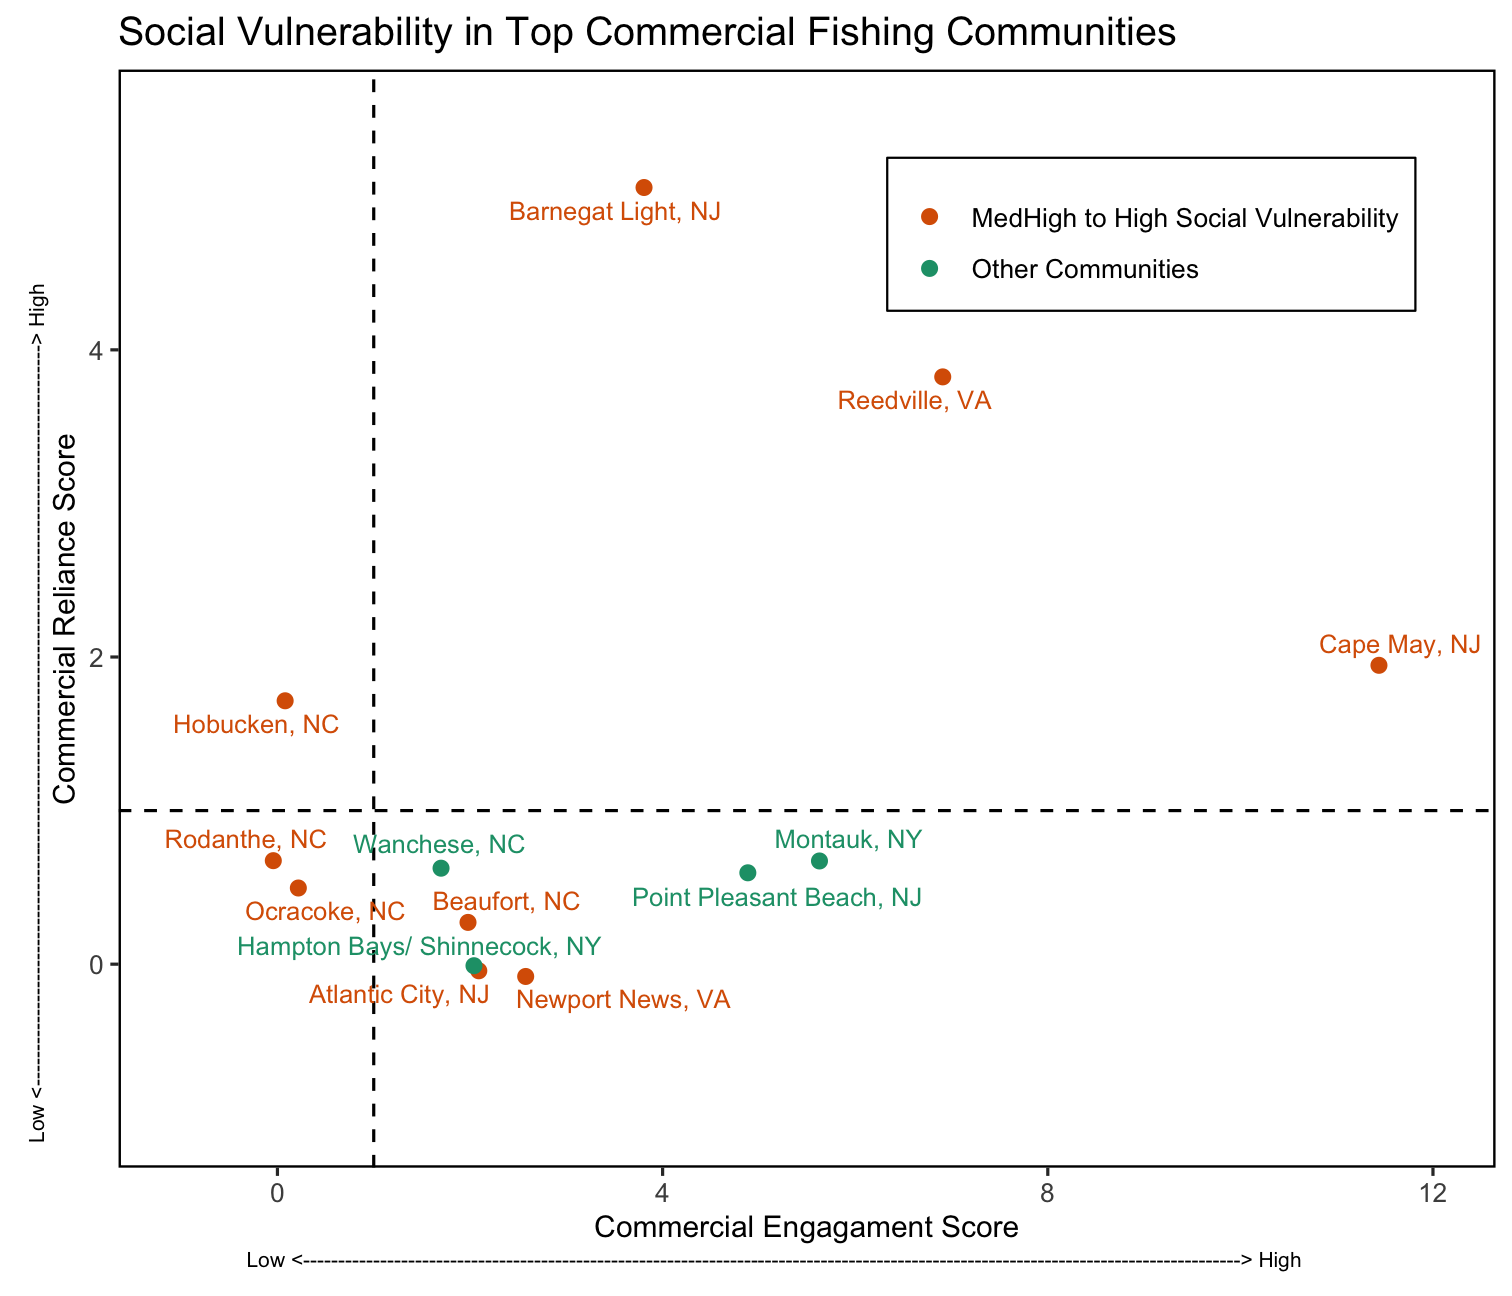 Social Vulnerability in Top Commercial Fishing Communities
Barnegat Light, NJ
MedHigh to High Social Vulnerability
Other Communities
4
Reedville, VA
Commercial Reliance Score
Low <------------------------------------------------------------------------------------------------------------> High
2
Cape May, NJ
Hobucken, NC
Rodanthe, NC
Wanchese, NC
Montauk, NY
Ocracoke, NC
Beaufort, NC
Point Pleasant Beach, NJ
Hampton Bays/ Shinnecock, NY
0
Atlantic City, NJ
Newport News, VA
0
4
8
12
Commercial Engagament Score
Low <--------------------------------------------------------------------------------------------------------------------------------------> High